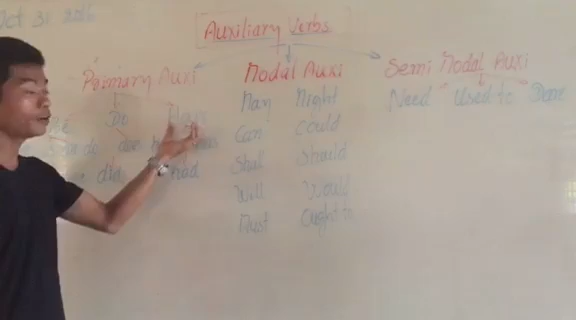 Oct 31
Auxiliary Verbs
Primary Auxi Modal Auxi Semi Modal Auxi
Do Have May Might Need Used to Dare
Can Could
do Shall Should
did had Will Would
Must Ought to